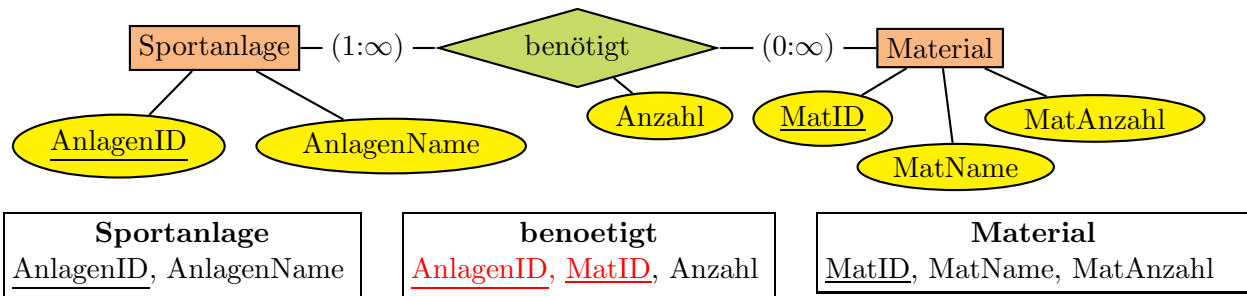 Sportanlage (1:∞) benötigt (0:∞) Material
AnlagenID AnlagenName Anzahl MatID MatName MatAnzahl
Sportanlage
AnlagenID, AnlagenName
benoetigt
AnlagenID, MatID, Anzahl
Material
MatID, MatName, MatAnzahl